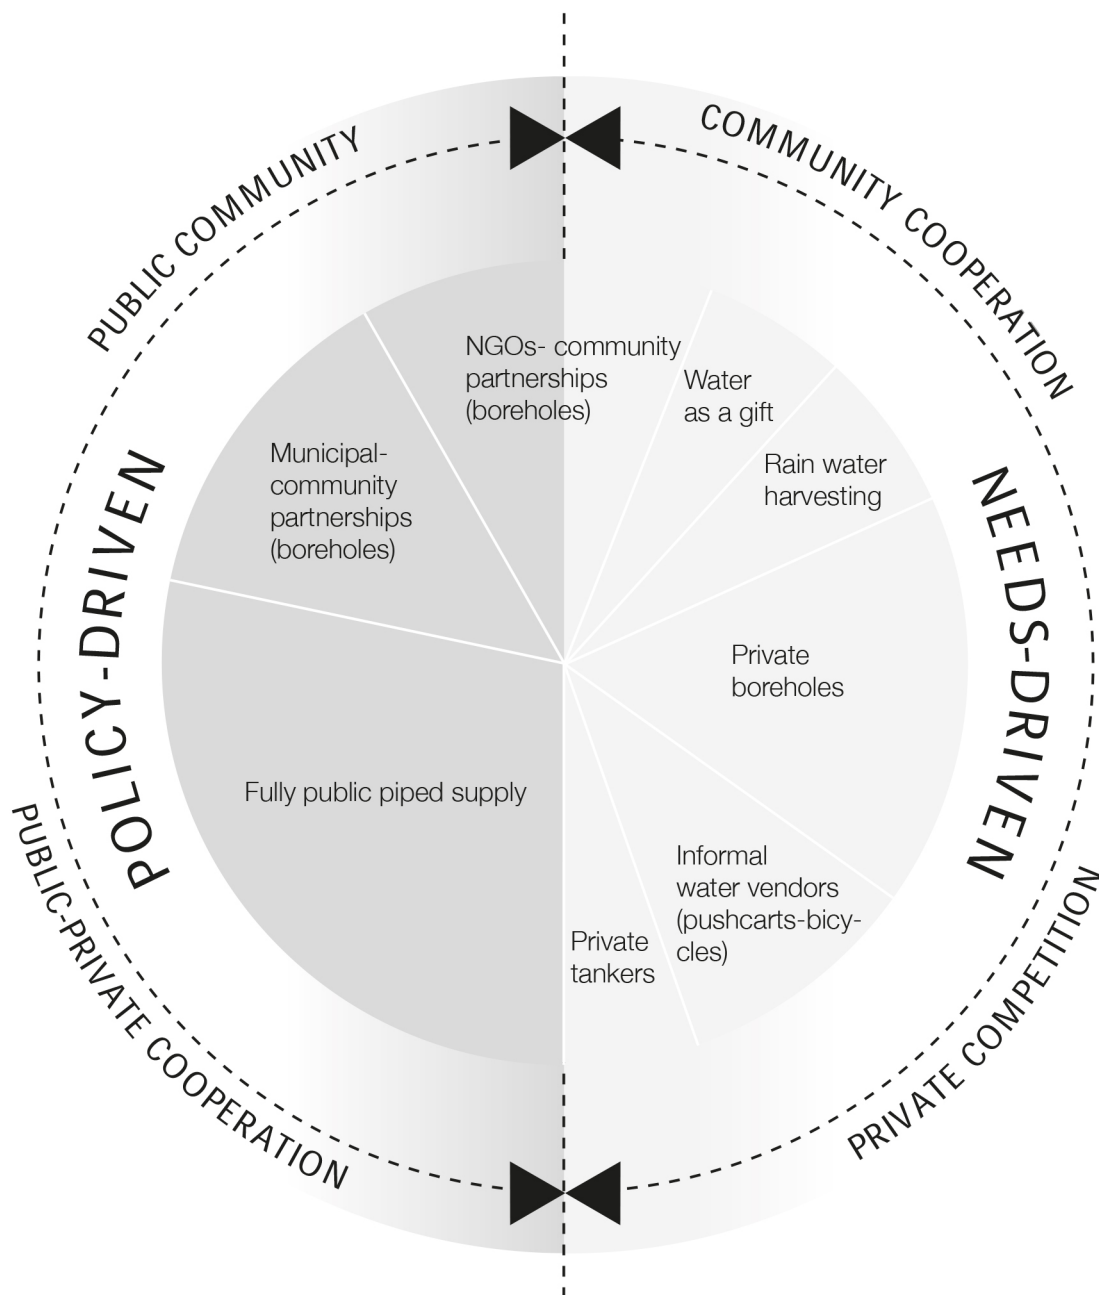 PUBLIC COMMUNITY
COMMUNITY COOPERATION
POLICY-DRIVEN
NEEDS-DRIVEN
PUBLIC-PRIVATE COOPERATION
PRIVATE COMPETITION
NGOs- community
partnerships
(boreholes)
Water
as a gift
Municipal-
community
partnerships
(boreholes)
Rain water
harvesting
Private
boreholes
Fully public piped supply
Informal
water vendors
(pushcarts-bicy-
cles)
Private
tankers